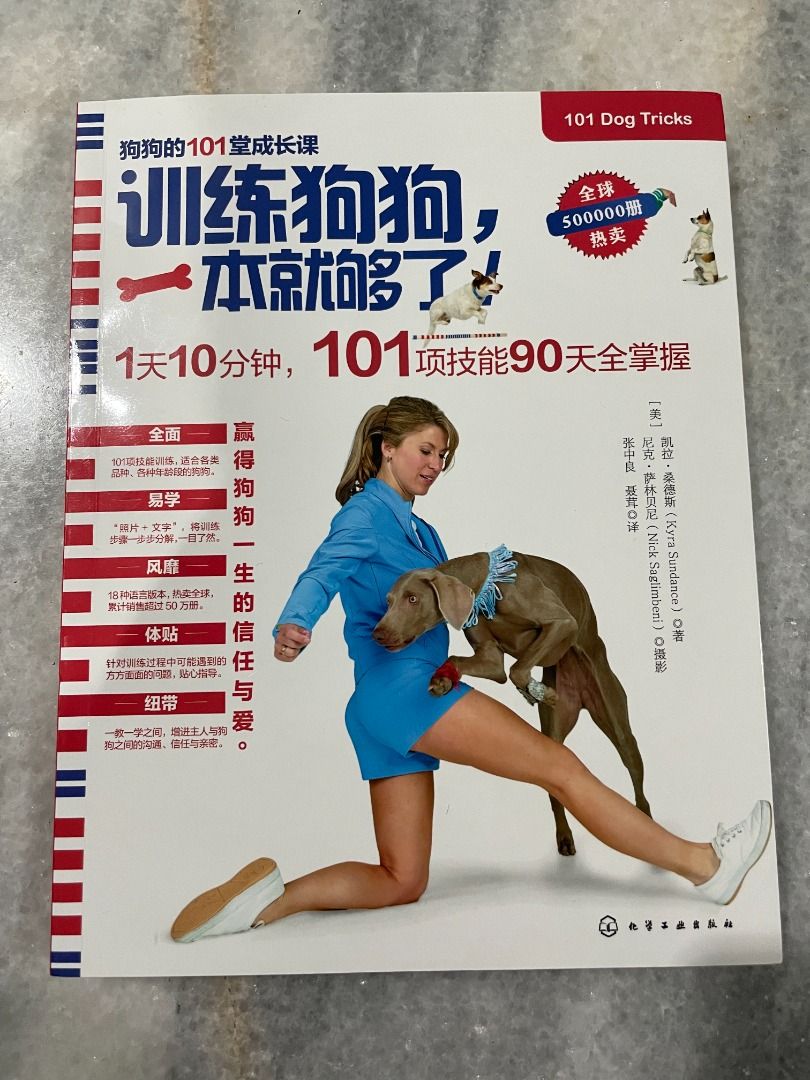 101 Dog Tricks
狗狗的101堂成长课
训练狗狗，
一本就够了！
全球
500000册
热卖
1天10分钟，101项技能90天全掌握
全面
101项技能训练，适合各类
品种、各种年龄段的狗狗。
易学
“照片+文字”，将训练
步骤一步步分解，一目了然。
风靡
18种语言版本，热卖全球，
累计销售超过50万册。
体贴
针对训练过程中可能遇到的
方方面面的问题，贴心指导。
纽带
一教一学之间，增进主人与狗
狗之间的沟通、信任与亲密。
赢得狗狗一生的信任与爱。
［美］
凯拉·桑德斯（Kyra Sundance）◎著
尼克·萨林贝尼（Nick Saglimbeni）◎摄影
张中良 聂茸◎译
化学工业出版社